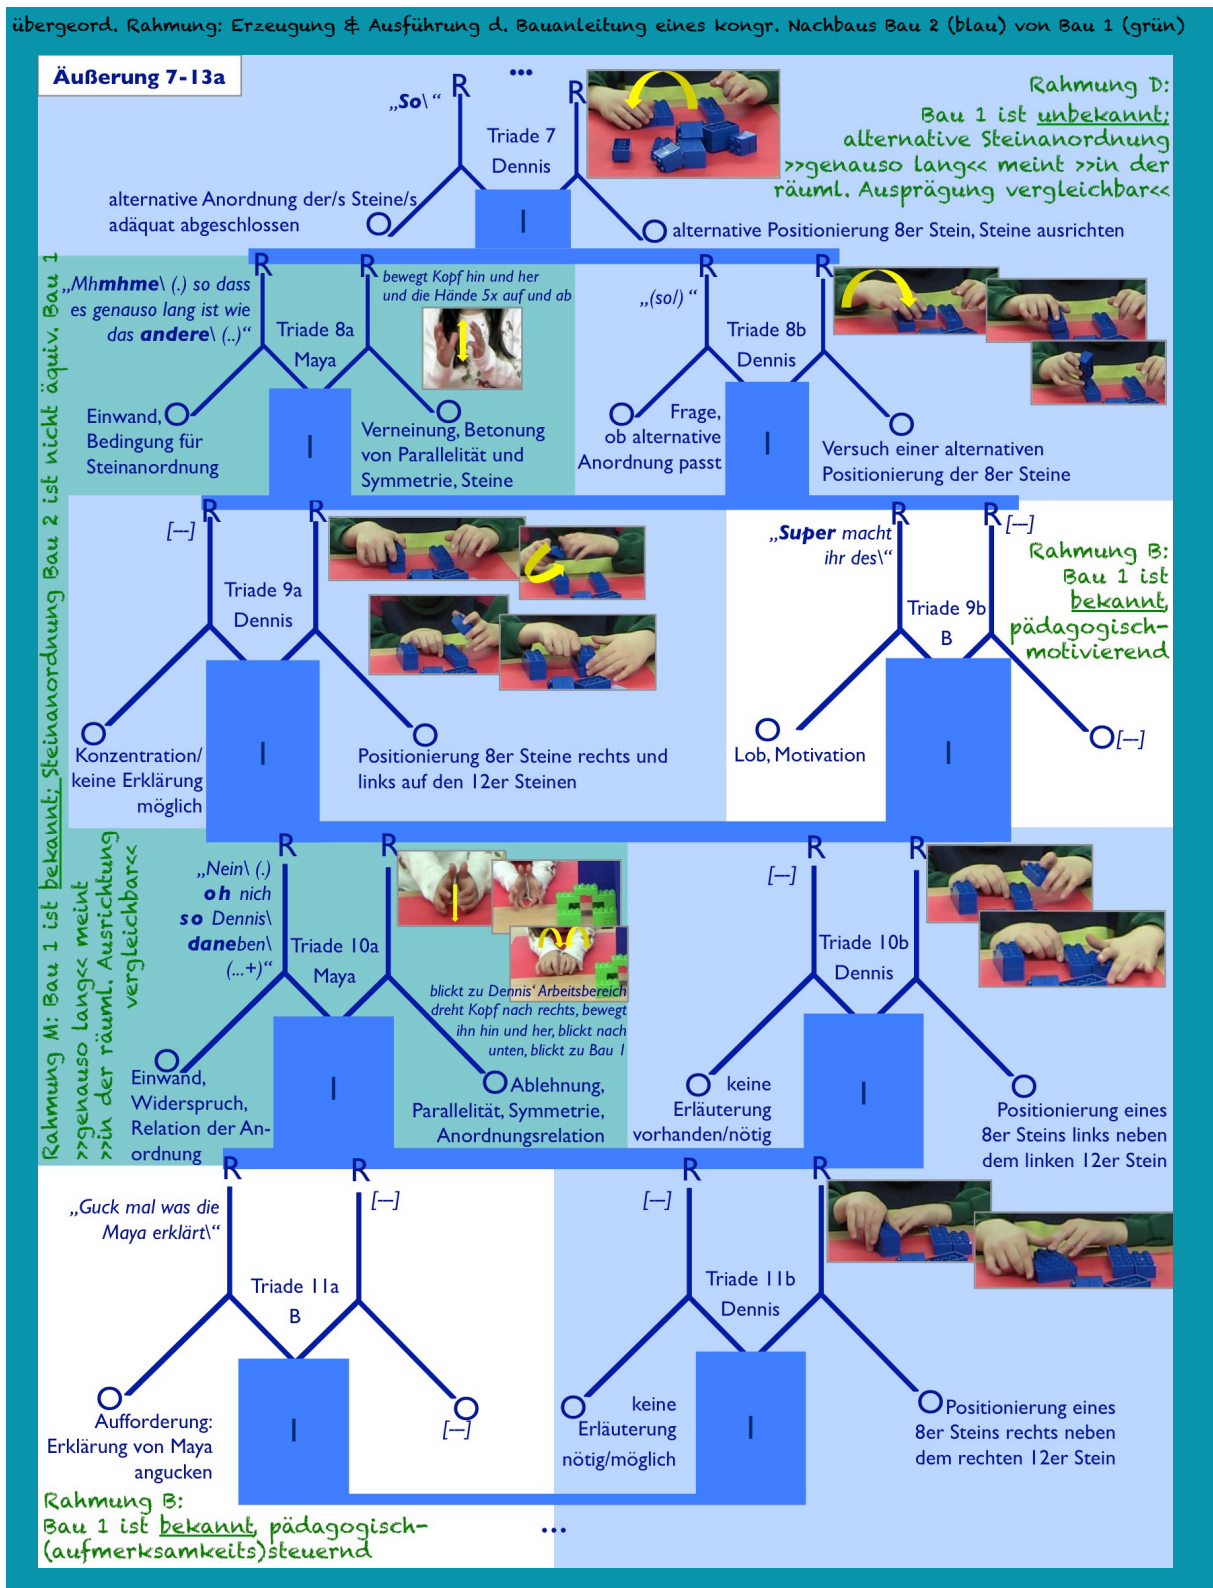 übergeord. Rahmung: Erzeugung & Ausführung d. Bauanleitung eines kongr. Nachbaus Bau 2 (blau) von Bau 1 (grün)
Äußerung 7-13a
...
„So\ “
R
R
Triade 7
Dennis
Rahmung D:
Bau 1 ist unbekannt;
alternative Steinanordnung
>>genauso lang<< meint >>in der
räuml. Ausprägung vergleichbar<<
alternative Anordnung der/s Steine/s
adäquat abgeschlossen
O
I
O
alternative Positionierung 8er Stein, Steine ausrichten
Rahmung M: Bau 1 ist bekannt; Steinanordnung Bau 2 ist nicht äquiv. Bau 1
>>genauso lang<< meint
>>in der räuml. Ausrichtung
vergleichbar<<
R
R
„Mhmhme\ (.) so dass
es genauso lang ist wie
das andere\ (..)“
Triade 8a
Maya
bewegt Kopf hin und her
und die Hände 5x auf und ab
Einwand,
Bedingung für
Steinanordnung
O
I
O
Verneinung, Betonung
von Parallelität und
Symmetrie, Steine
R
R
„(so/) “
Triade 8b
Dennis
O
Frage,
ob alternative
Anordnung passt
I
O
Versuch einer alternativen
Positionierung der 8er Steine
R
R
[---]
Triade 9a
Dennis
O
Konzentration/
keine Erklärung
möglich
I
O
Positionierung 8er Steine rechts und
links auf den 12er Steinen
R
R
„Super macht
ihr des\“
[---]
Triade 9b
B
Rahmung B:
Bau 1 ist
bekannt,
pädagogisch-
motivierend
O
Lob, Motivation
I
O
[---]
R
R
„Nein\ (.)
oh nich
so Dennis\
daneben\
(...+)“
Triade 10a
Maya
blickt zu Dennis‘ Arbeitsbereich
dreht Kopf nach rechts, bewegt
ihn hin und her, blickt nach
unten, blickt zu Bau 1
O
Einwand,
Widerspruch,
Relation der An-
ordnung
I
O
Ablehnung,
Parallelität, Symmetrie,
Anordnungsrelation
R
R
[---]
Triade 10b
Dennis
O
keine
Erläuterung
vorhanden/nötig
I
O
Positionierung eines
8er Steins links neben
dem linken 12er Stein
R
R
„Guck mal was die
Maya erklärt\“
[---]
Triade 11a
B
O
Aufforderung:
Erklärung von Maya
angucken
I
O
[---]
Rahmung B:
Bau 1 ist bekannt, pädagogisch-
(aufmerksamkeits)steuernd
R
R
[---]
Triade 11b
Dennis
O
keine
Erläuterung
nötig/möglich
I
O
Positionierung eines
8er Steins rechts neben
dem rechten 12er Stein
...